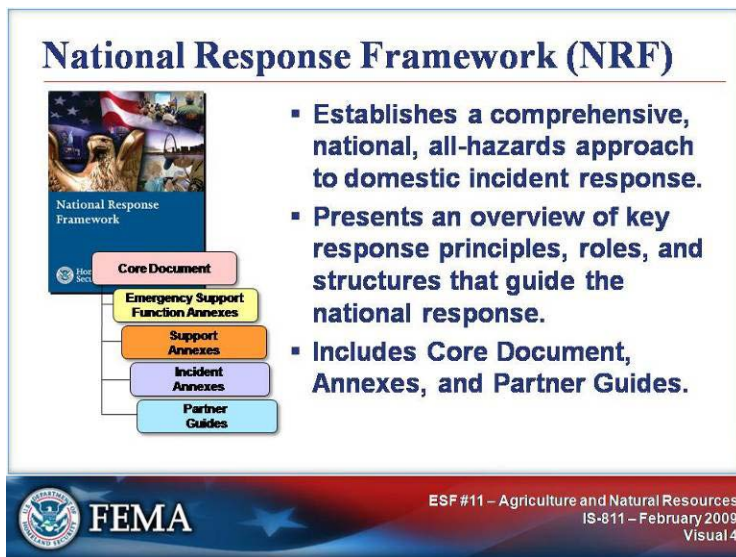 National Response Framework (NRF)
National Response
Framework
Core Document
Emergency Support
Function Annexes
Support
Annexes
Incident
Annexes
Partner
Guides
▪ Establishes a comprehensive,
national, all-hazards approach
to domestic incident response.
▪ Presents an overview of key
response principles, roles, and
structures that guide the
national response.
▪ Includes Core Document,
Annexes, and Partner Guides.
FEMA
ESF #11 – Agriculture and Natural Resources
IS-811 – February 2009
Visual 4